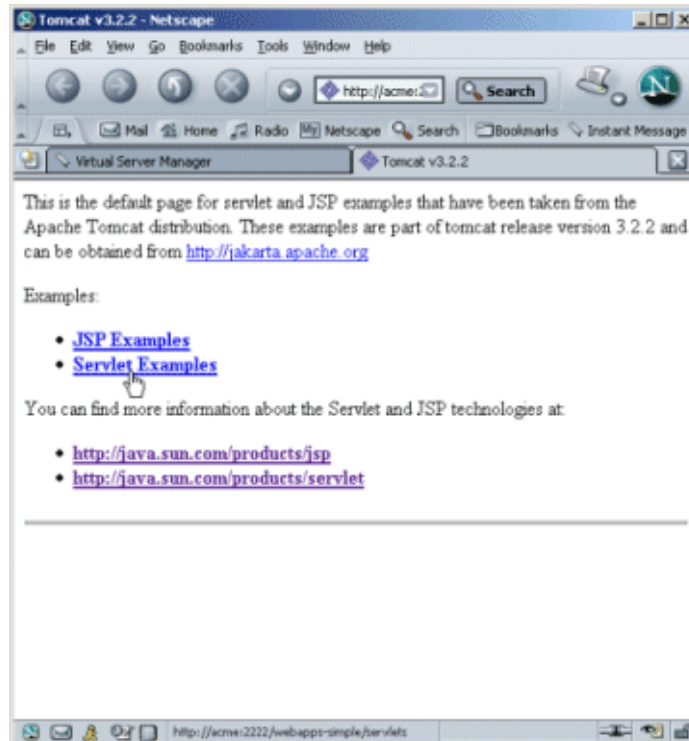 Tomcat v3.2.2 - Netscape
File Edit View Go Bookmarks Tools Window Help
http://acme:2 Search
Mail Home Radio My Netscape Search Bookmarks Instant Message
Virtual Server Manager Tomcat v3.2.2
This is the default page for servlet and JSP examples that have been taken from the
Apache Tomcat distribution. These examples are part of tomcat release version 3.2.2 and
can be obtained from http://jakarta.apache.org
Examples:
• JSP Examples
• Servlet Examples
You can find more information about the Servlet and JSP technologies at:
• http://java.sun.com/products/jsp
• http://java.sun.com/products/servlet
http://acme:2222/webapps-simple/servlets